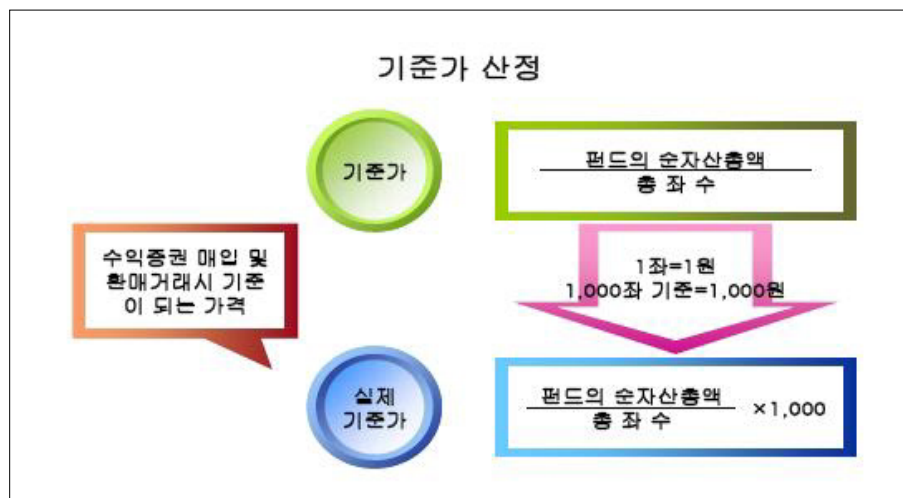 기준가 산정
기준가
펀드의 순자산총액
총 좌 수
수익증권 매입 및
환매거래시 기준
이 되는 가격
1좌=1원
1,000좌 기준=1,000원
실제
기준가
펀드의 순자산총액
총 좌 수
×1,000